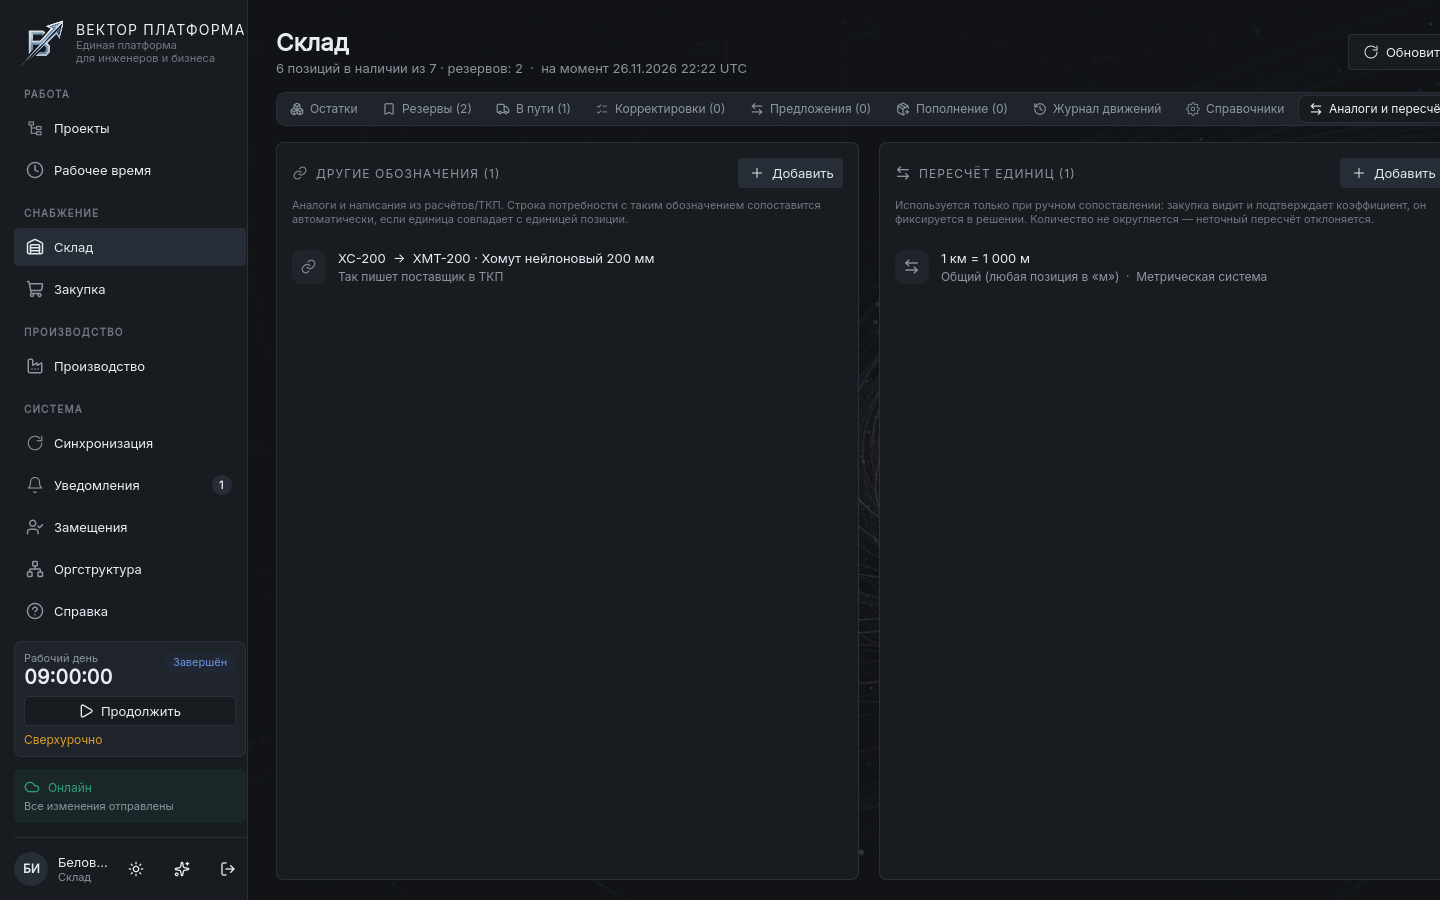 ВЕКТОР ПЛАТФОРМА
Единая платформа
для инженеров и бизнеса
РАБОТА
Проекты
Рабочее время
СНАБЖЕНИЕ
Склад
Закупка
ПРОИЗВОДСТВО
Производство
СИСТЕМА
Синхронизация
Уведомления 1
Замещения
Оргструктура
Справка
Рабочий день
Завершён
09:00:00
Продолжить
Сверхурочно
Онлайн
Все изменения отправлены
БИ
Белов...
Склад
Склад
6 позиций в наличии из 7 · резервов: 2 · на момент 26.11.2026 22:22 UTC
Обновит
Остатки
Резервы (2)
В пути (1)
Корректировки (0)
Предложения (0)
Пополнение (0)
Журнал движений
Справочники
Аналоги и пересчё
ДРУГИЕ ОБОЗНАЧЕНИЯ (1)
Добавить
Аналоги и написания из расчётов/ТКП. Строка потребности с таким обозначением сопоставится
автоматически, если единица совпадает с единицей позиции.
ХС-200 → ХМТ-200 · Хомут нейлоновый 200 мм
Так пишет поставщик в ТКП
ПЕРЕСЧЁТ ЕДИНИЦ (1)
Добавить
Используется только при ручном сопоставлении: закупка видит и подтверждает коэффициент, он
фиксируется в решении. Количество не округляется — неточный пересчёт отклоняется.
1 км = 1 000 м
Общий (любая позиция в «м») · Метрическая система